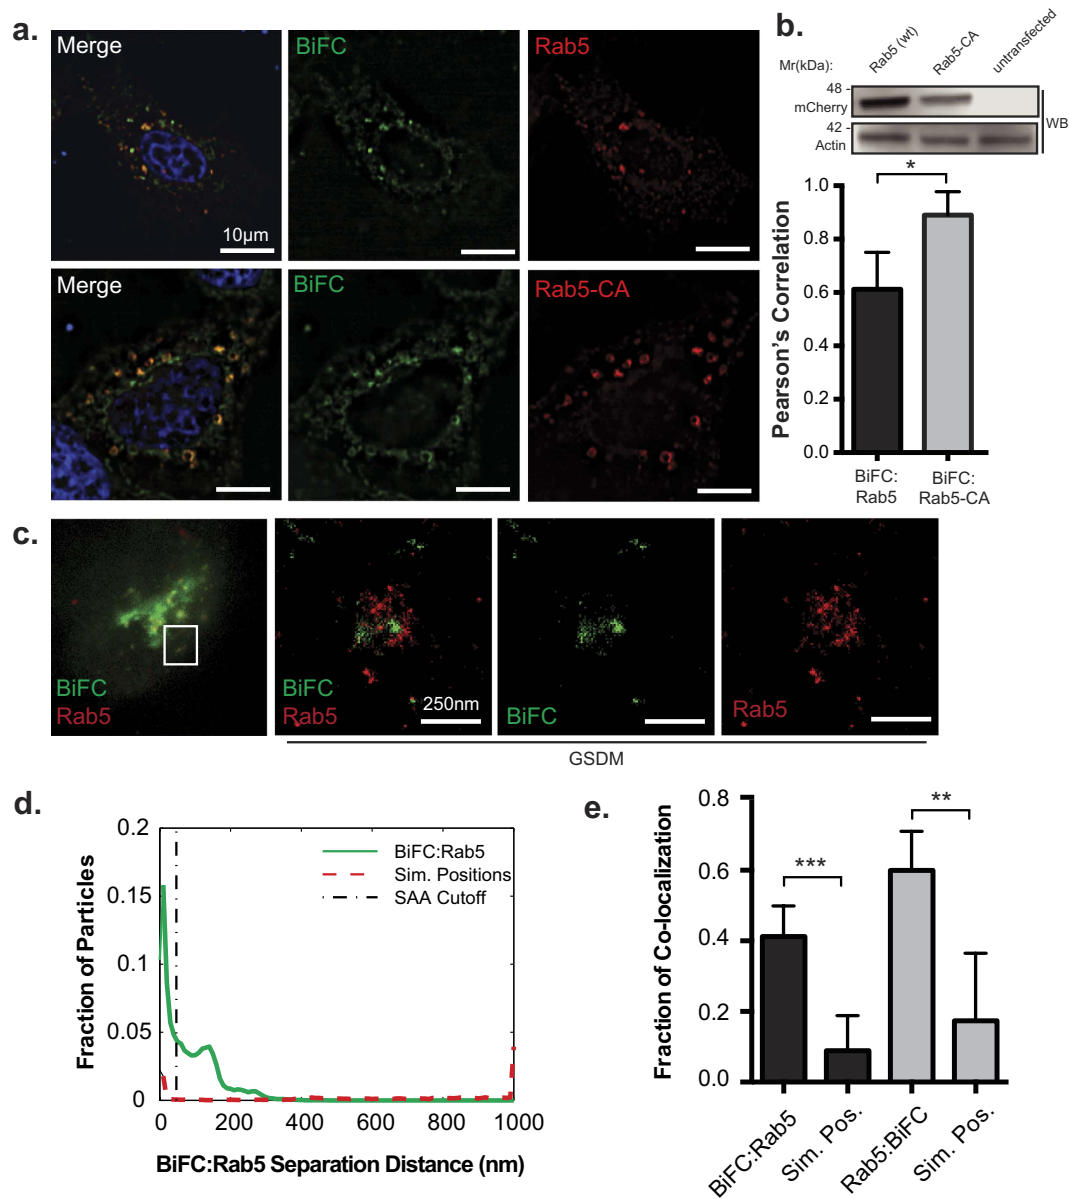 a.
Merge
BiFC
Rab5
10µm
Merge
BiFC
Rab5-CA
b.
Rab5 (wt)
Rab5-CA
untransfected
Mr(kDa):
48 -
mCherry
42 -
Actin
WB
*
1.0
0.8
0.6
0.4
0.2
0.0
Pearson's Correlation
BiFC:
Rab5
BiFC:
Rab5-CA
c.
BiFC
Rab5
BiFC
Rab5
250nm
BiFC
Rab5
GSDM
d.
0.2
0.15
0.1
0.05
0
Fraction of Particles
BiFC:Rab5
Sim. Positions
SAA Cutoff
0
200
400
600
800
1000
BiFC:Rab5 Separation Distance (nm)
e.
0.8
0.6
0.4
0.2
0.0
Fraction of Co-localization
***
**
BiFC:Rab5
Sim. Pos.
Rab5:BiFC
Sim. Pos.